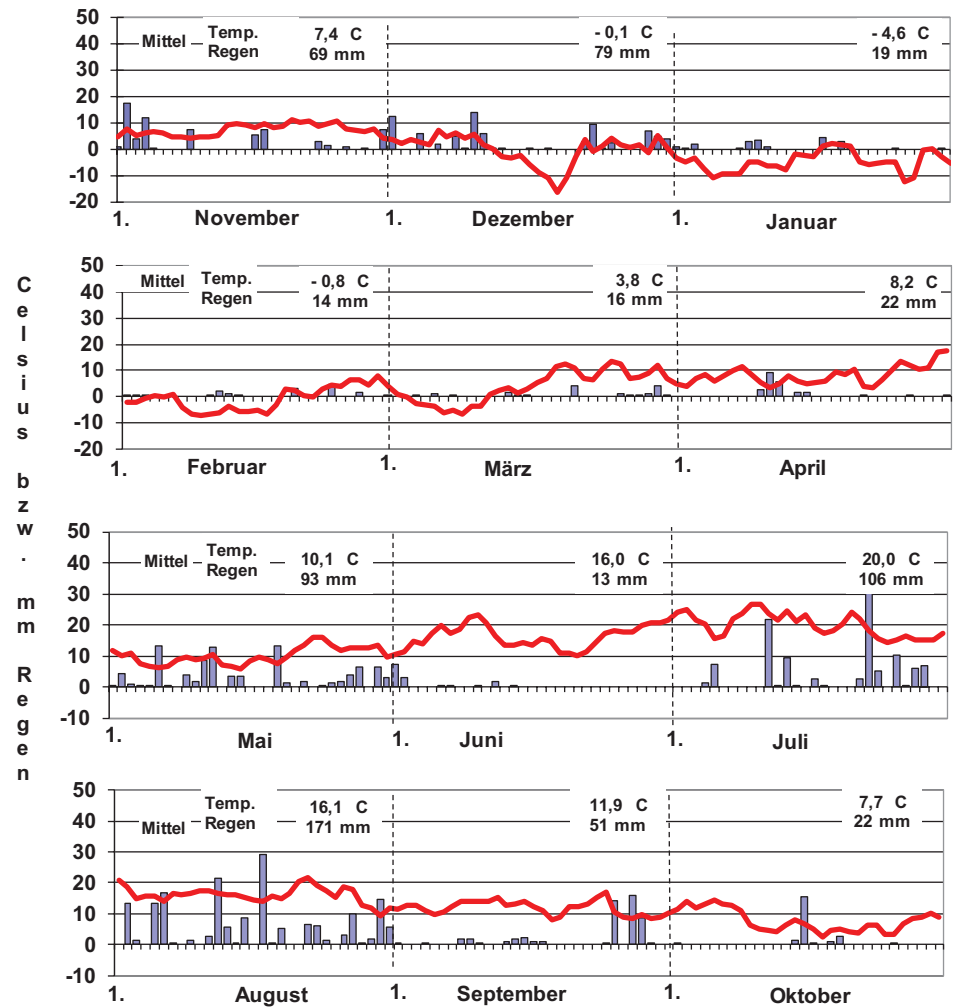 50
40
30
20
10
0
-10
-20
Mittel Temp. 7,4 C - 0,1 C - 4,6 C
Regen 69 mm 79 mm 19 mm
1. November 1. Dezember 1. Januar
Celsius bzw. mm Regen
50
40
30
20
10
0
-10
-20
Mittel Temp. - 0,8 C 3,8 C 8,2 C
Regen 14 mm 16 mm 22 mm
1. Februar 1. März 1. April
50
40
30
20
10
0
-10
Mittel Temp. 10,1 C 16,0 C 20,0 C
Regen 93 mm 13 mm 106 mm
1. Mai 1. Juni 1. Juli
50
40
30
20
10
0
-10
Mittel Temp. 16,1 C 11,9 C 7,7 C
Regen 171 mm 51 mm 22 mm
1. August 1. September 1. Oktober